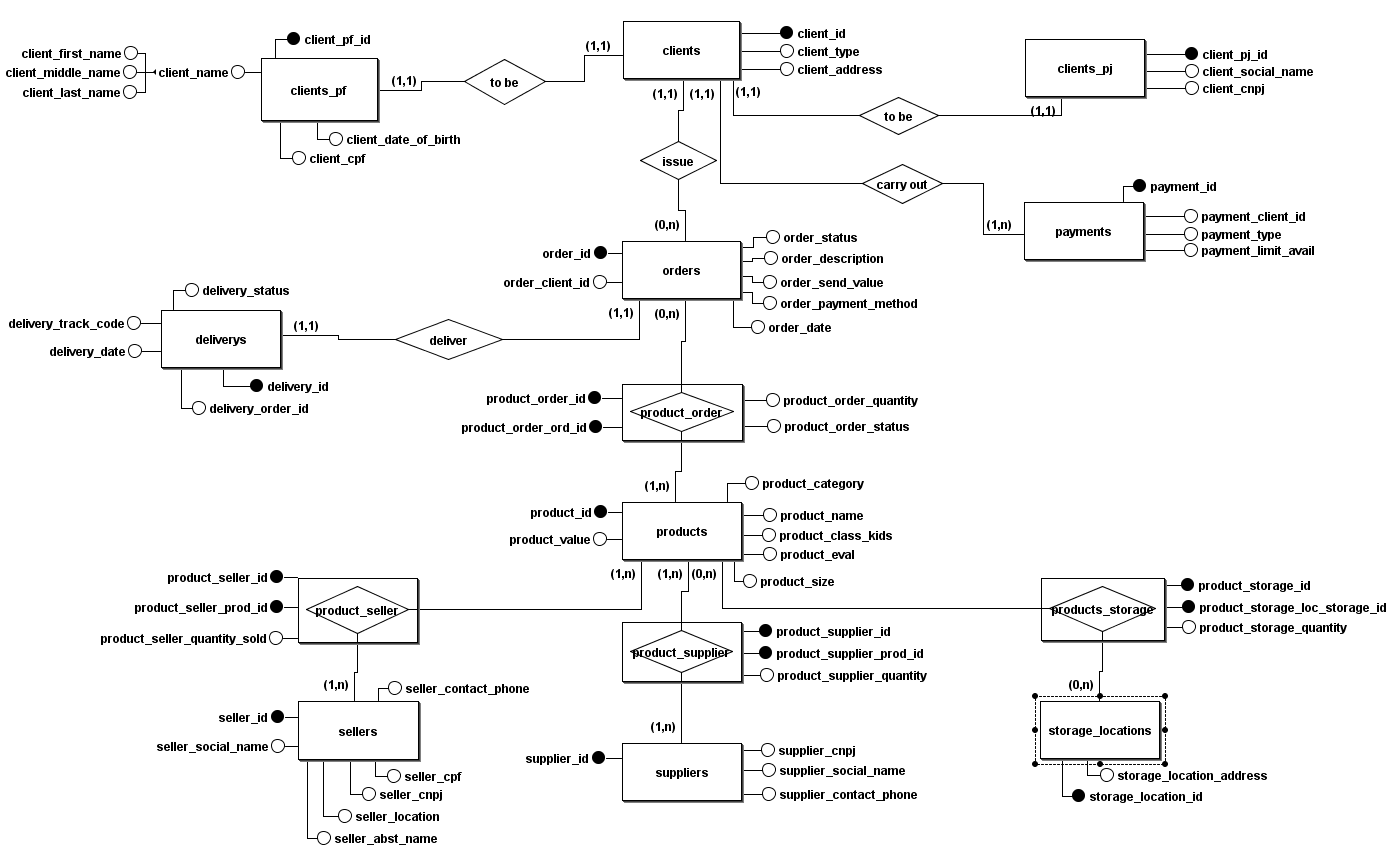 client_pf_id
client_first_name
client_middle_name
client_last_name
client_name
clients_pf
client_date_of_birth
client_cpf
(1,1)
to be
(1,1)
clients
client_id
client_type
client_address
(1,1)
(1,1)
(1,1)
to be
(1,1)
clients_pj
client_pj_id
client_social_name
client_cnpj
issue
carry out
(1,n)
payments
payment_id
payment_client_id
payment_type
payment_limit_avail
(0,n)
order_id
order_client_id
orders
order_status
order_description
order_send_value
order_payment_method
order_date
(1,1)
(0,n)
delivery_status
delivery_track_code
delivery_date
deliverys
(1,1)
deliver
delivery_id
delivery_order_id
product_order_id
product_order_ord_id
product_order
product_order_quantity
product_order_status
(1,n)
product_category
product_id
product_value
products
product_name
product_class_kids
product_eval
product_size
(1,n)
(1,n)
(0,n)
product_seller_id
product_seller_prod_id
product_seller_quantity_sold
product_seller
(1,n)
seller_contact_phone
seller_id
seller_social_name
sellers
seller_cpf
seller_cnpj
seller_location
seller_abst_name
product_supplier
product_supplier_id
product_supplier_prod_id
product_supplier_quantity
(1,n)
supplier_id
suppliers
supplier_cnpj
supplier_social_name
supplier_contact_phone
products_storage
product_storage_id
product_storage_loc_storage_id
product_storage_quantity
(0,n)
storage_locations
storage_location_address
storage_location_id